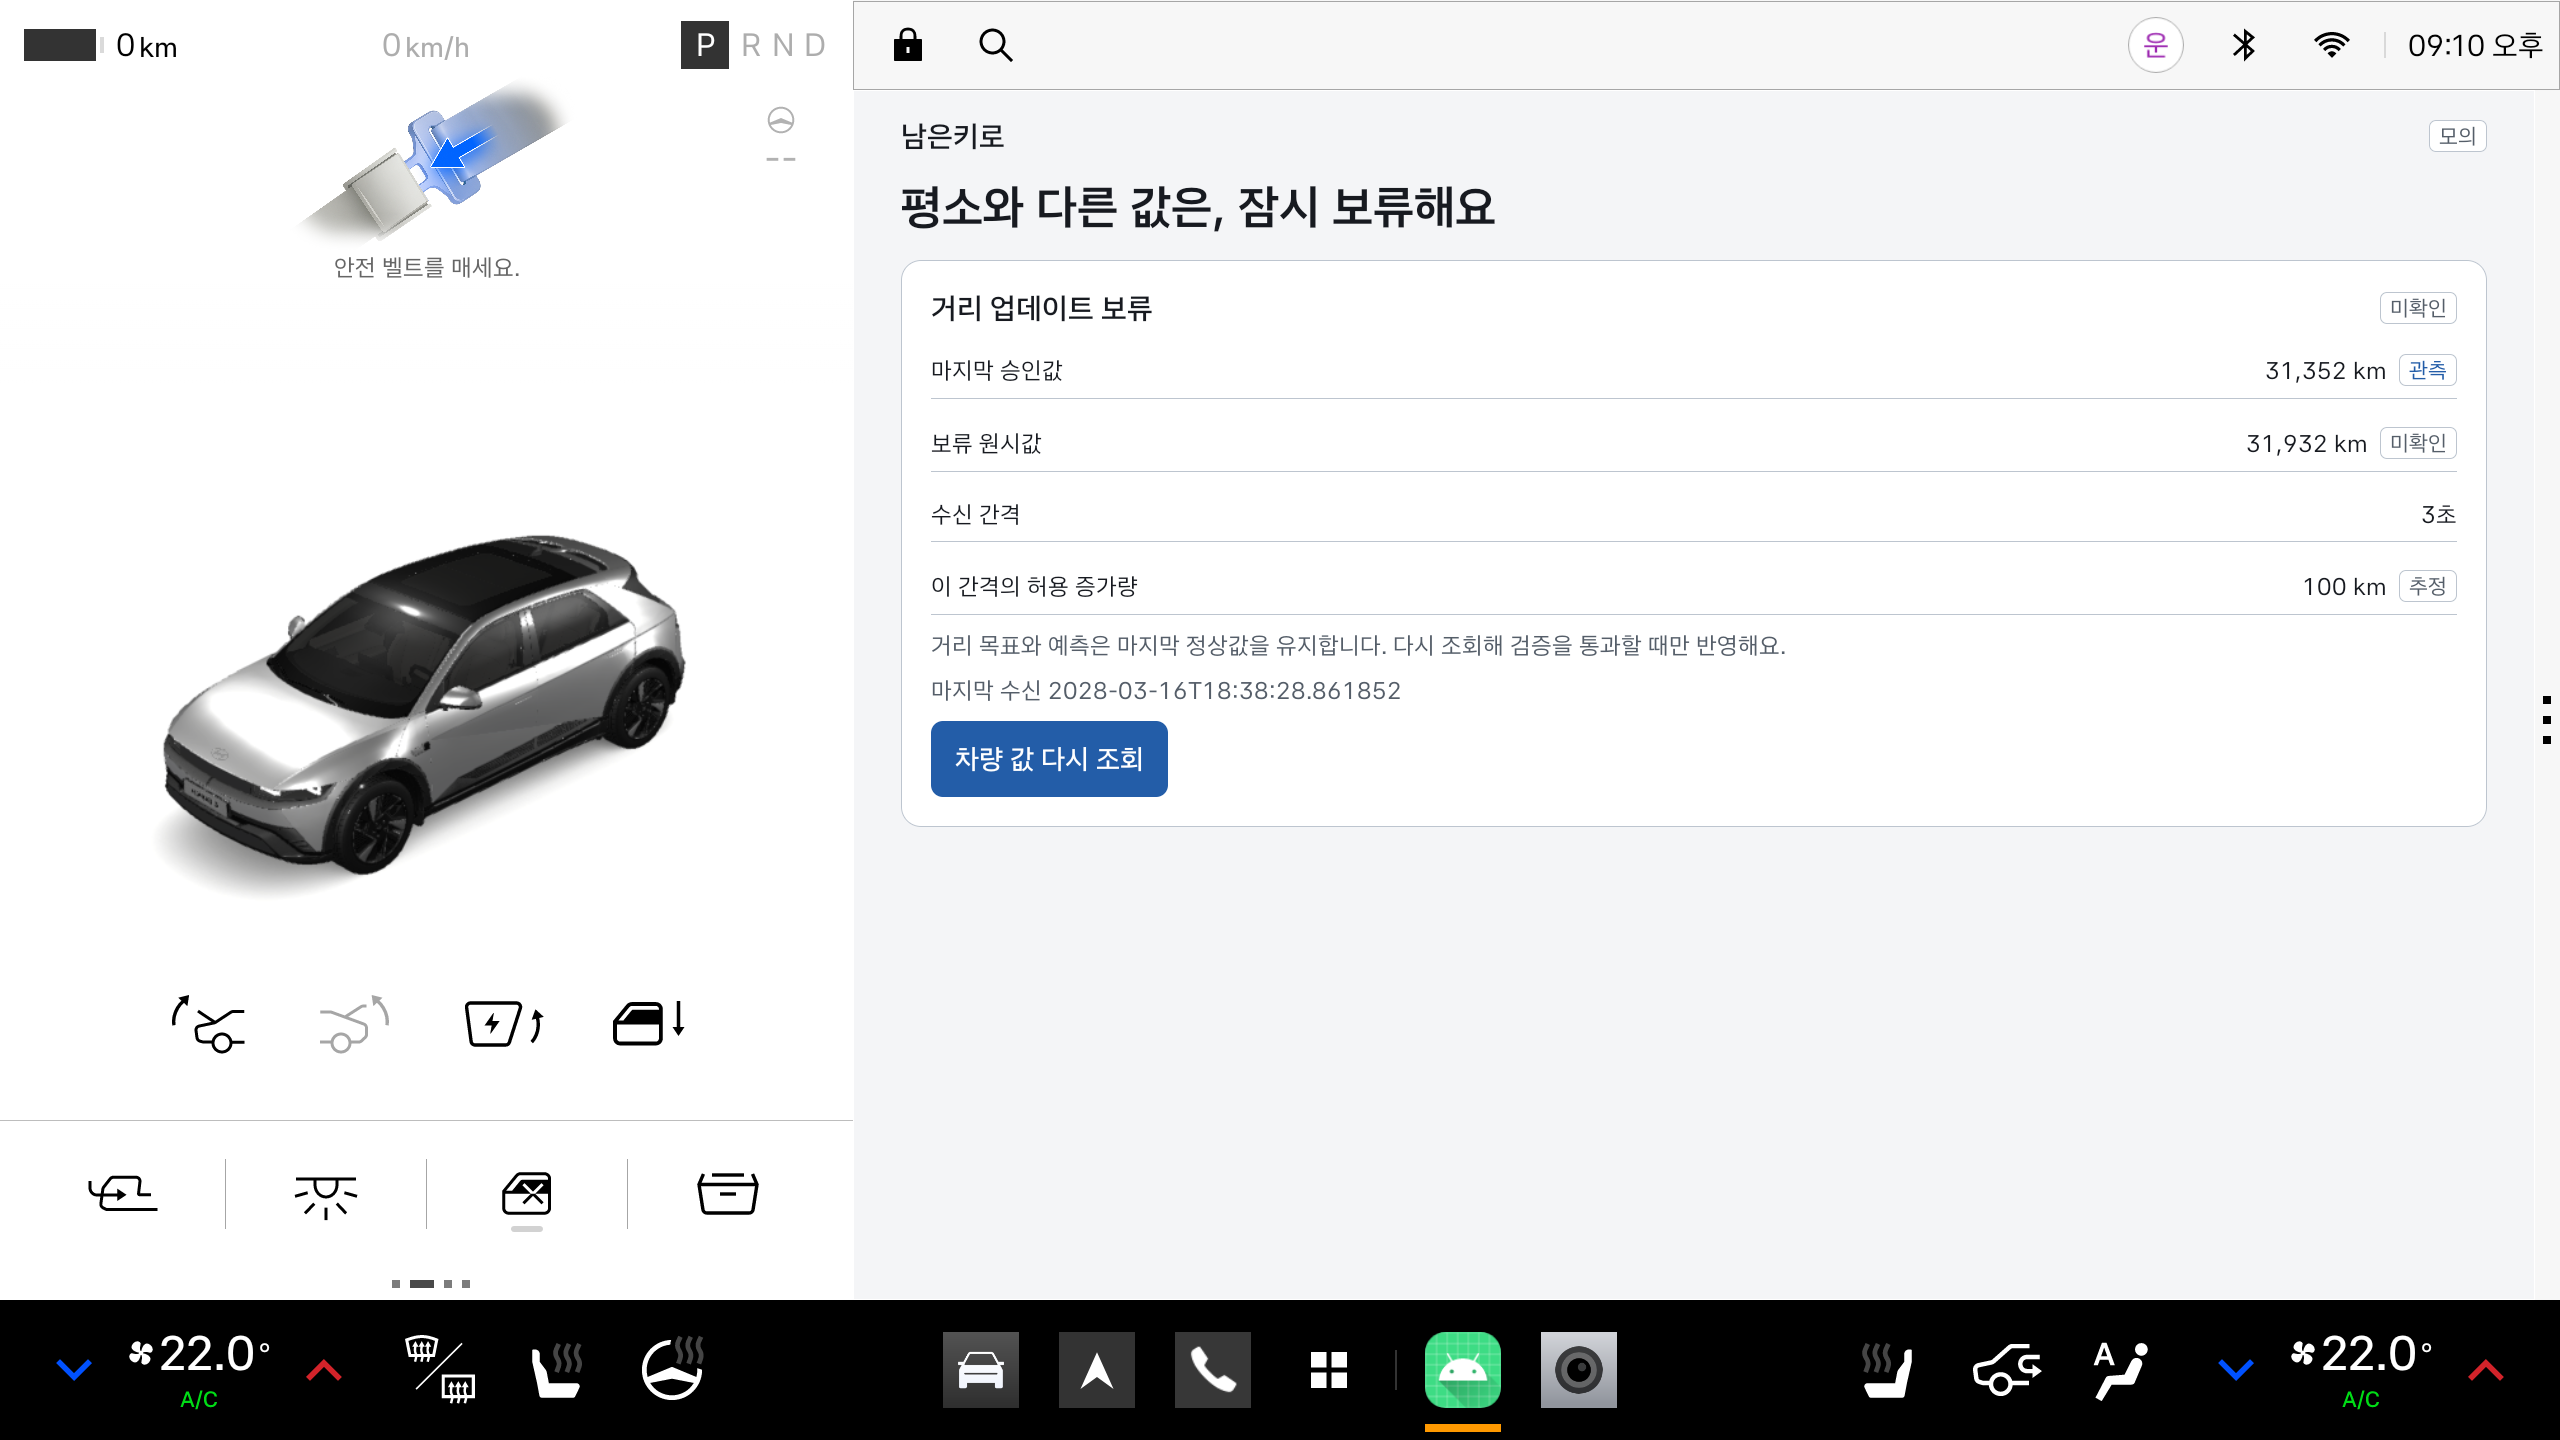 0 km
0 km/h
P R N D
운
09:10 오후
안전 벨트를 매세요.
남은키로
모의
평소와 다른 값은, 잠시 보류해요
거리 업데이트 보류
미확인
마지막 승인값
31,352 km 관측
보류 원시값
31,932 km 미확인
수신 간격
3초
이 간격의 허용 증가량
100 km 추정
거리 목표와 예측은 마지막 정상값을 유지합니다. 다시 조회해 검증을 통과할 때만 반영해요.
마지막 수신 2028-03-16T18:38:28.861852
차량 값 다시 조회
22.0°
A/C
A
22.0°
A/C